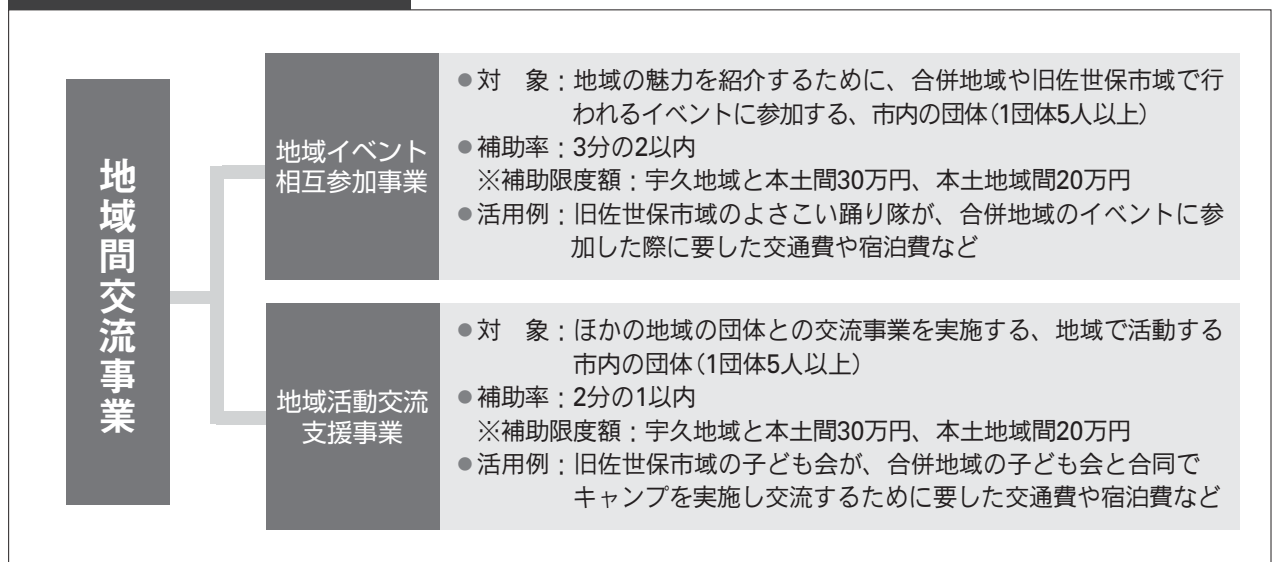 地域間交流事業
地域イベント
相互参加事業
●対　象：地域の魅力を紹介するために、合併地域や旧佐世保市域で行
われるイベントに参加する、市内の団体（1団体5人以上）
●補助率：3分の2以内
※補助限度額：宇久地域と本土間30万円、本土地域間20万円
●活用例：旧佐世保市域のよさこい踊り隊が、合併地域のイベントに参
加した際に要した交通費や宿泊費など
地域活動交流
支援事業
●対　象：ほかの地域の団体との交流事業を実施する、地域で活動する
市内の団体（1団体5人以上）
●補助率：2分の1以内
※補助限度額：宇久地域と本土間30万円、本土地域間20万円
●活用例：旧佐世保市域の子ども会が、合併地域の子ども会と合同で
キャンプを実施し交流するために要した交通費や宿泊費など